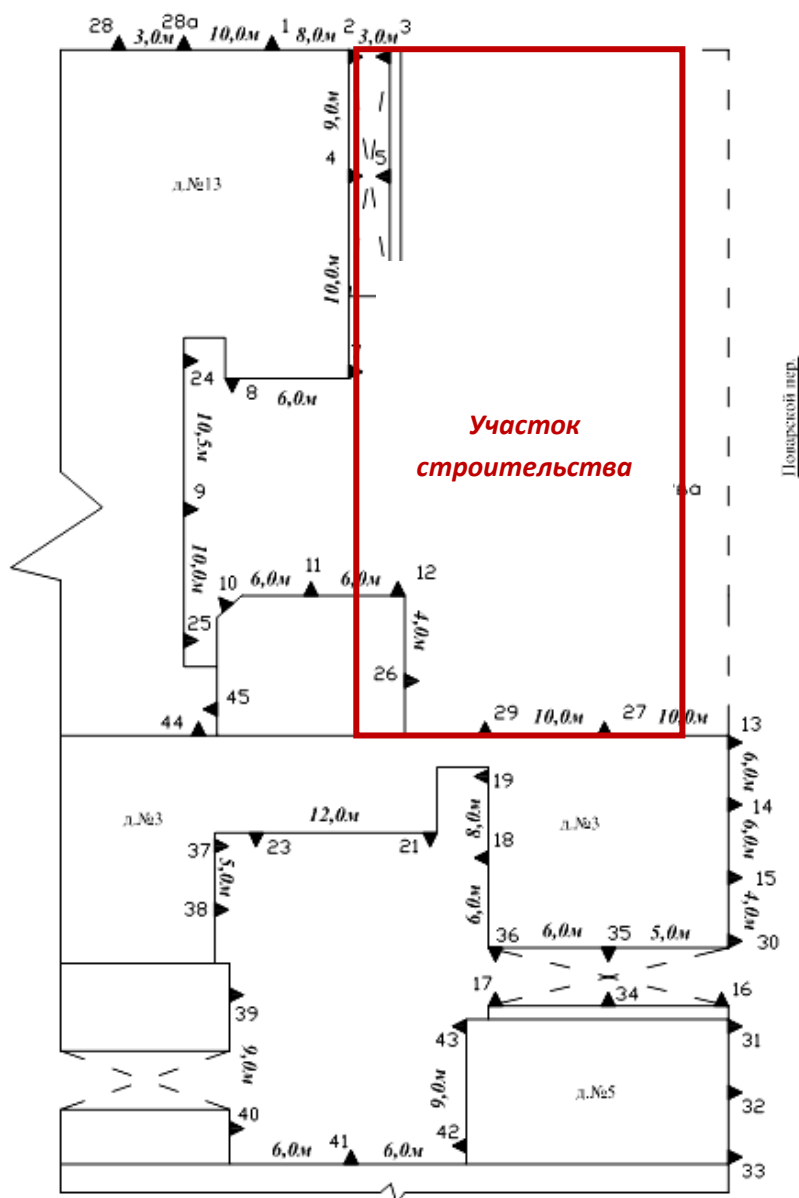 28
28а
1
2
3
3,0м
10,0м
8,0м
3,0м
9,0м
4
5
д.№13
10,0м
24
8
6,0м
Поварской пер.
Участок
строительства
10,5м
9
10,0м
10
6,0м
11
6,0м
12
25
4,0м
26
45
44
29
10,0м
27
10,0м
13
6,0м
19
14
12,0м
8,0м
д.№3
д.№3
6,0м
37
23
21
18
15
5,0м
38
6,0м
4,0м
36
6,0м
35
5,0м
30
17
34
16
39
43
31
9,0м
9,0м
д.№5
32
40
42
6,0м
41
6,0м
33